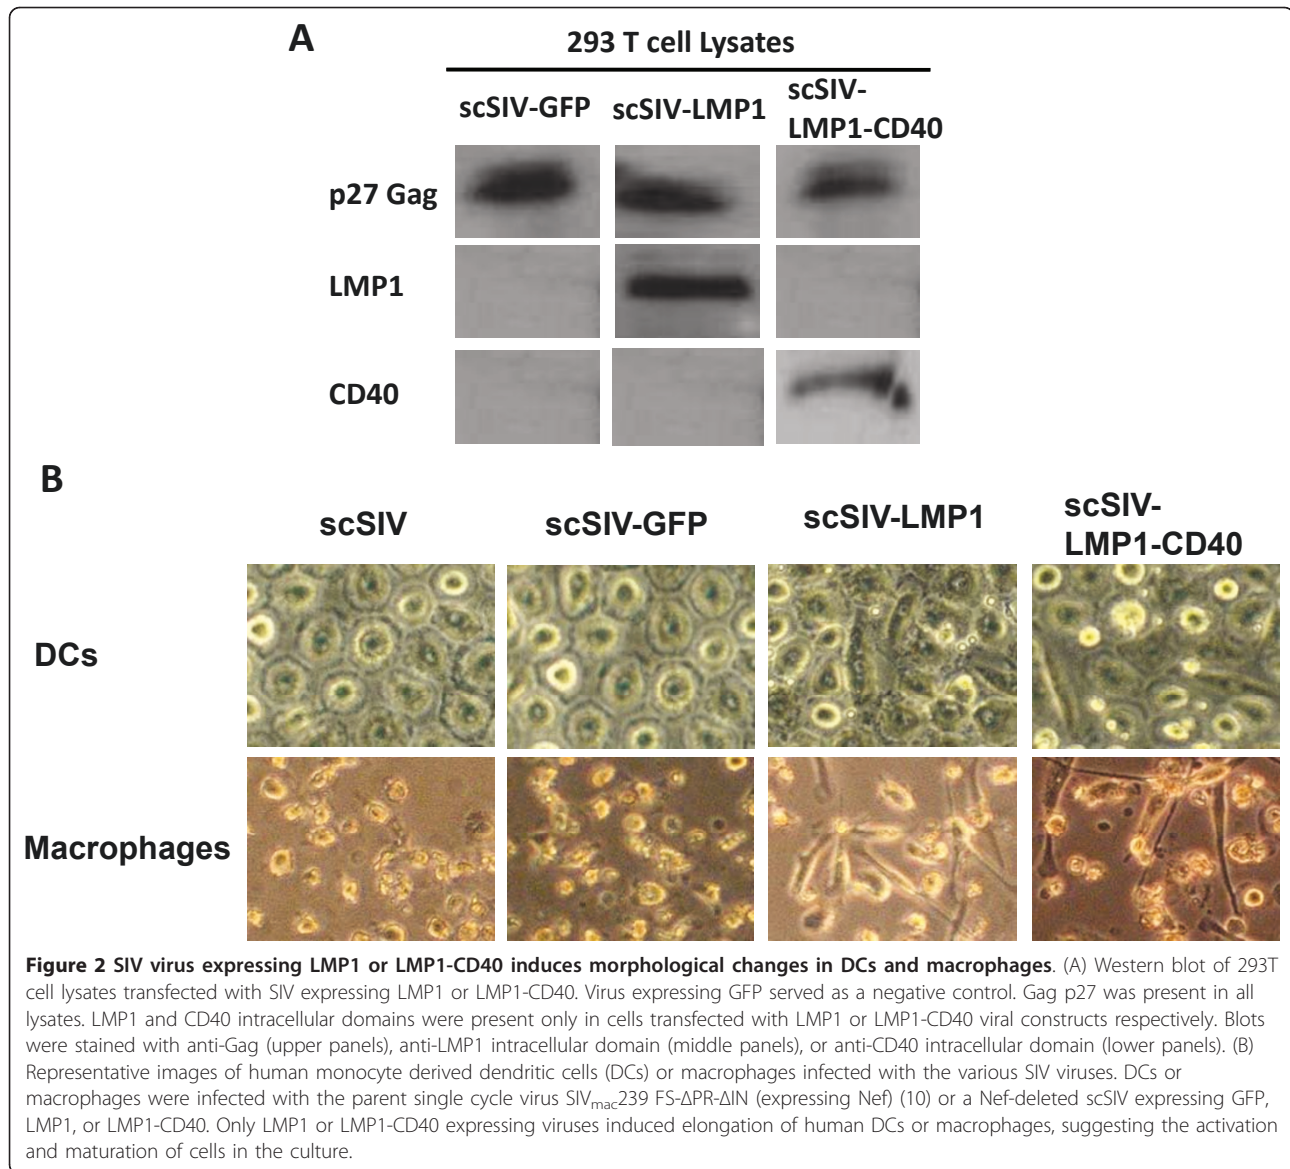 A
293 T cell Lysates
scSIV-GFP scSIV-LMP1 scSIV-
LMP1-CD40
p27 Gag
LMP1
CD40
B
scSIV scSIV-GFP scSIV-LMP1 scSIV-
LMP1-CD40
DCs
Macrophages
Figure 2 SIV virus expressing LMP1 or LMP1-CD40 induces morphological changes in DCs and macrophages. (A) Western blot of 293T
cell lysates transfected with SIV expressing LMP1 or LMP1-CD40. Virus expressing GFP served as a negative control. Gag p27 was present in all
lysates. LMP1 and CD40 intracellular domains were present only in cells transfected with LMP1 or LMP1-CD40 viral constructs respectively. Blots
were stained with anti-Gag (upper panels), anti-LMP1 intracellular domain (middle panels), or anti-CD40 intracellular domain (lower panels). (B)
Representative images of human monocyte derived dendritic cells (DCs) or macrophages infected with the various SIV viruses. DCs or
macrophages were infected with the parent single cycle virus SIVmac239 FS-ΔPR-ΔIN (expressing Nef) (10) or a Nef-deleted scSIV expressing GFP,
LMP1, or LMP1-CD40. Only LMP1 or LMP1-CD40 expressing viruses induced elongation of human DCs or macrophages, suggesting the activation
and maturation of cells in the culture.